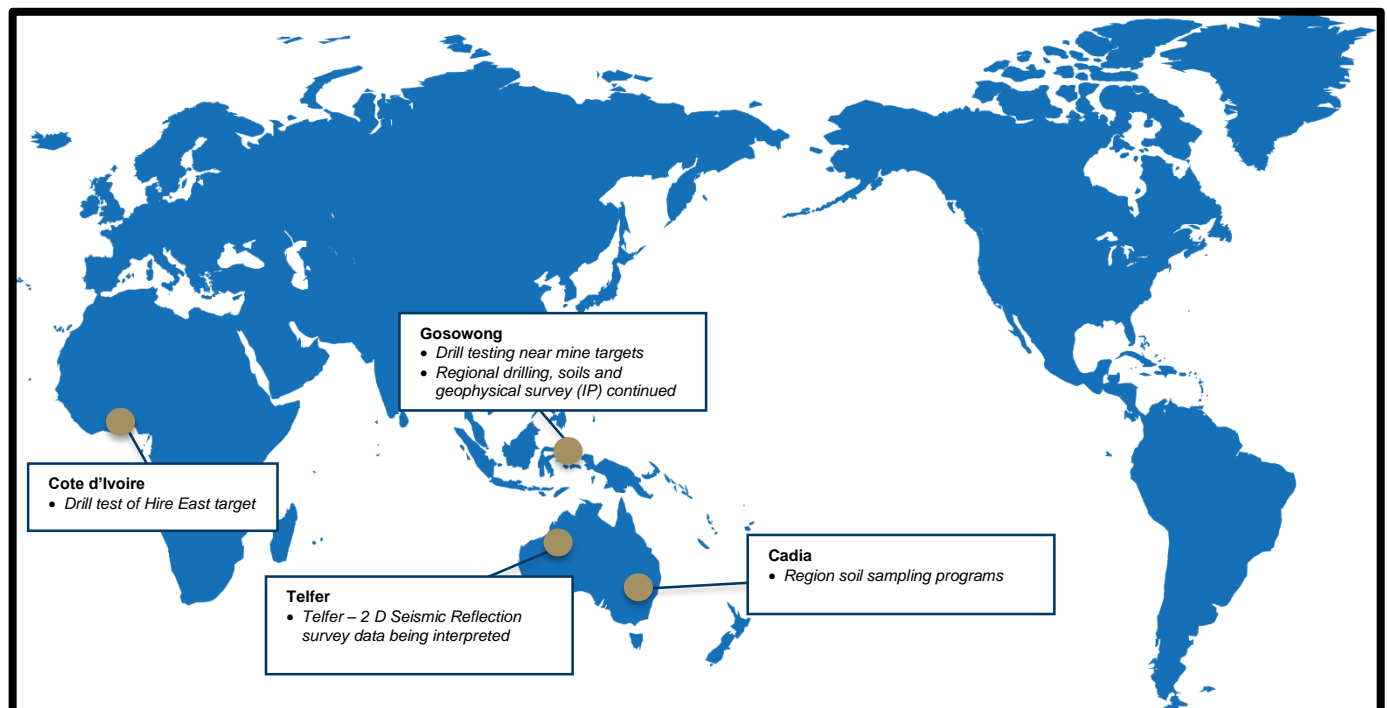 Gosowong
• Drill testing near mine targets
• Regional drilling, soils and
geophysical survey (IP) continued
Cote d’Ivoire
• Drill test of Hire East target
Cadia
• Region soil sampling programs
Telfer
• Telfer – 2 D Seismic Reflection
survey data being interpreted